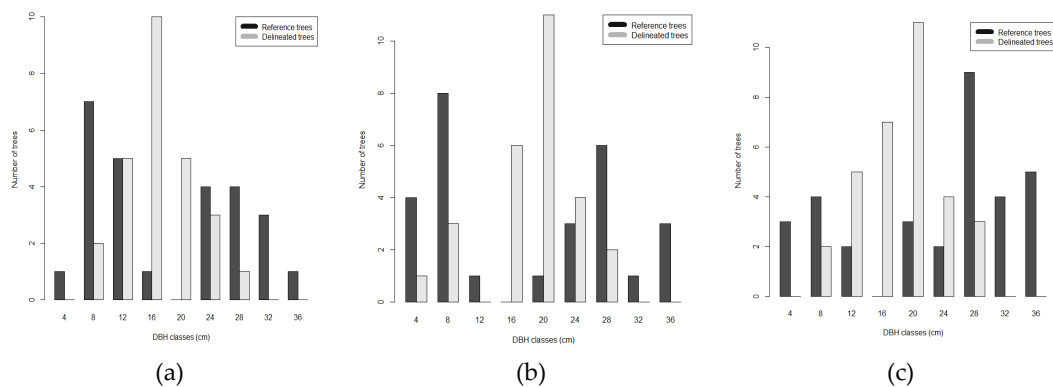 Reference trees
Delineated trees
Number of trees
0 2 4 6 8 10
4 8 12 16 20 24 28 32 36
DBH classes (cm)
(a)
Reference trees
Delineated trees
Number of trees
0 2 4 6 8 10
4 8 12 16 20 24 28 32 36
DBH classes (cm)
(b)
Reference trees
Delineated trees
Number of trees
0 2 4 6 8 10
4 8 12 16 20 24 28 32 36
DBH classes (cm)
(c)